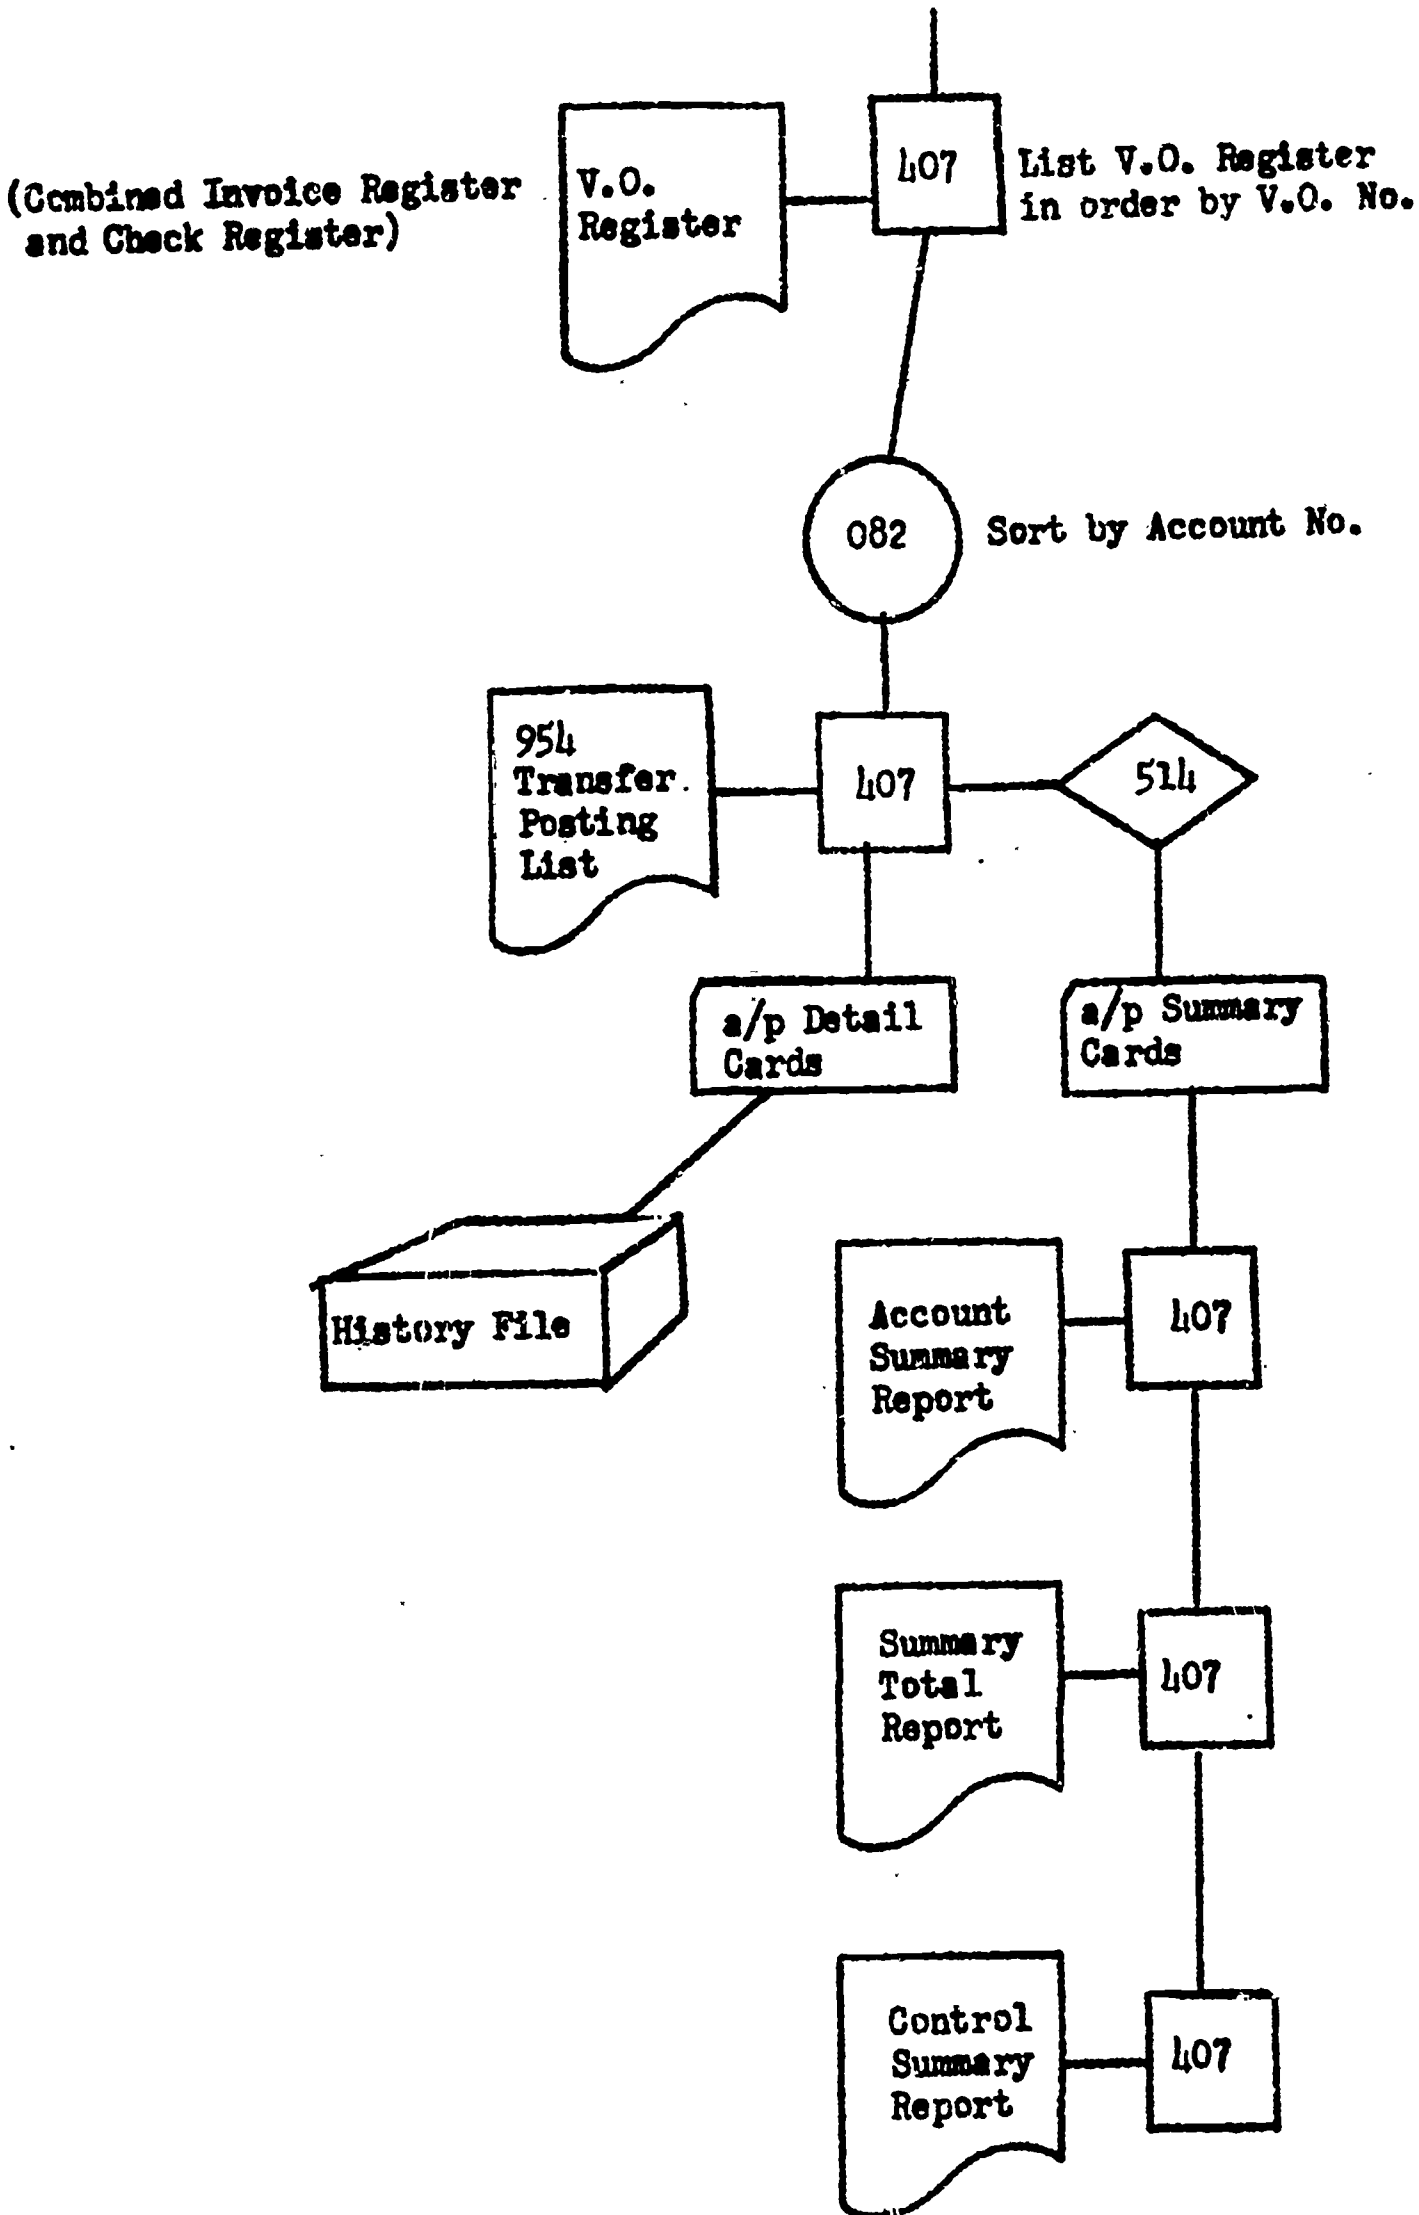 407
List V.O. Register
in order by V.O. No.
V.O.
Register
(Combined Invoice Register
and Check Register)
082
Sort by Account No.
954
Transfer
Posting
List
407
514
a/p Detail
Cards
a/p Summary
Cards
History File
Account
Summary
Report
407
Summary
Total
Report
407
Control
Summary
Report
407